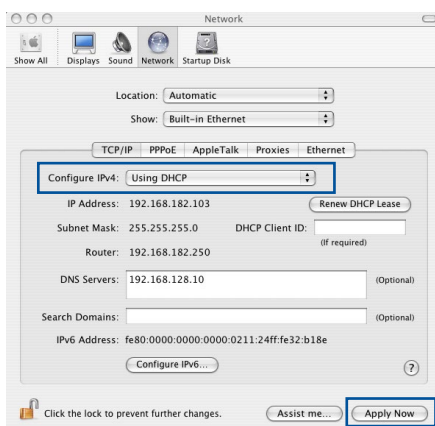 Network
Show All Displays Sound Network Startup Disk
Location: Automatic
Show: Built-in Ethernet
TCP/IP PPPoE AppleTalk Proxies Ethernet
Configure IPv4: Using DHCP
IP Address: 192.168.182.103 Renew DHCP Lease
Subnet Mask: 255.255.255.0 DHCP Client ID:
(If required)
Router: 192.168.182.250
DNS Servers: 192.168.128.10 (Optional)
Search Domains: (Optional)
IPv6 Address: fe80:0000:0000:0000:0211:24ff:fe32:b18e
Configure IPv6... ?
Click the lock to prevent further changes. Assist me... Apply Now